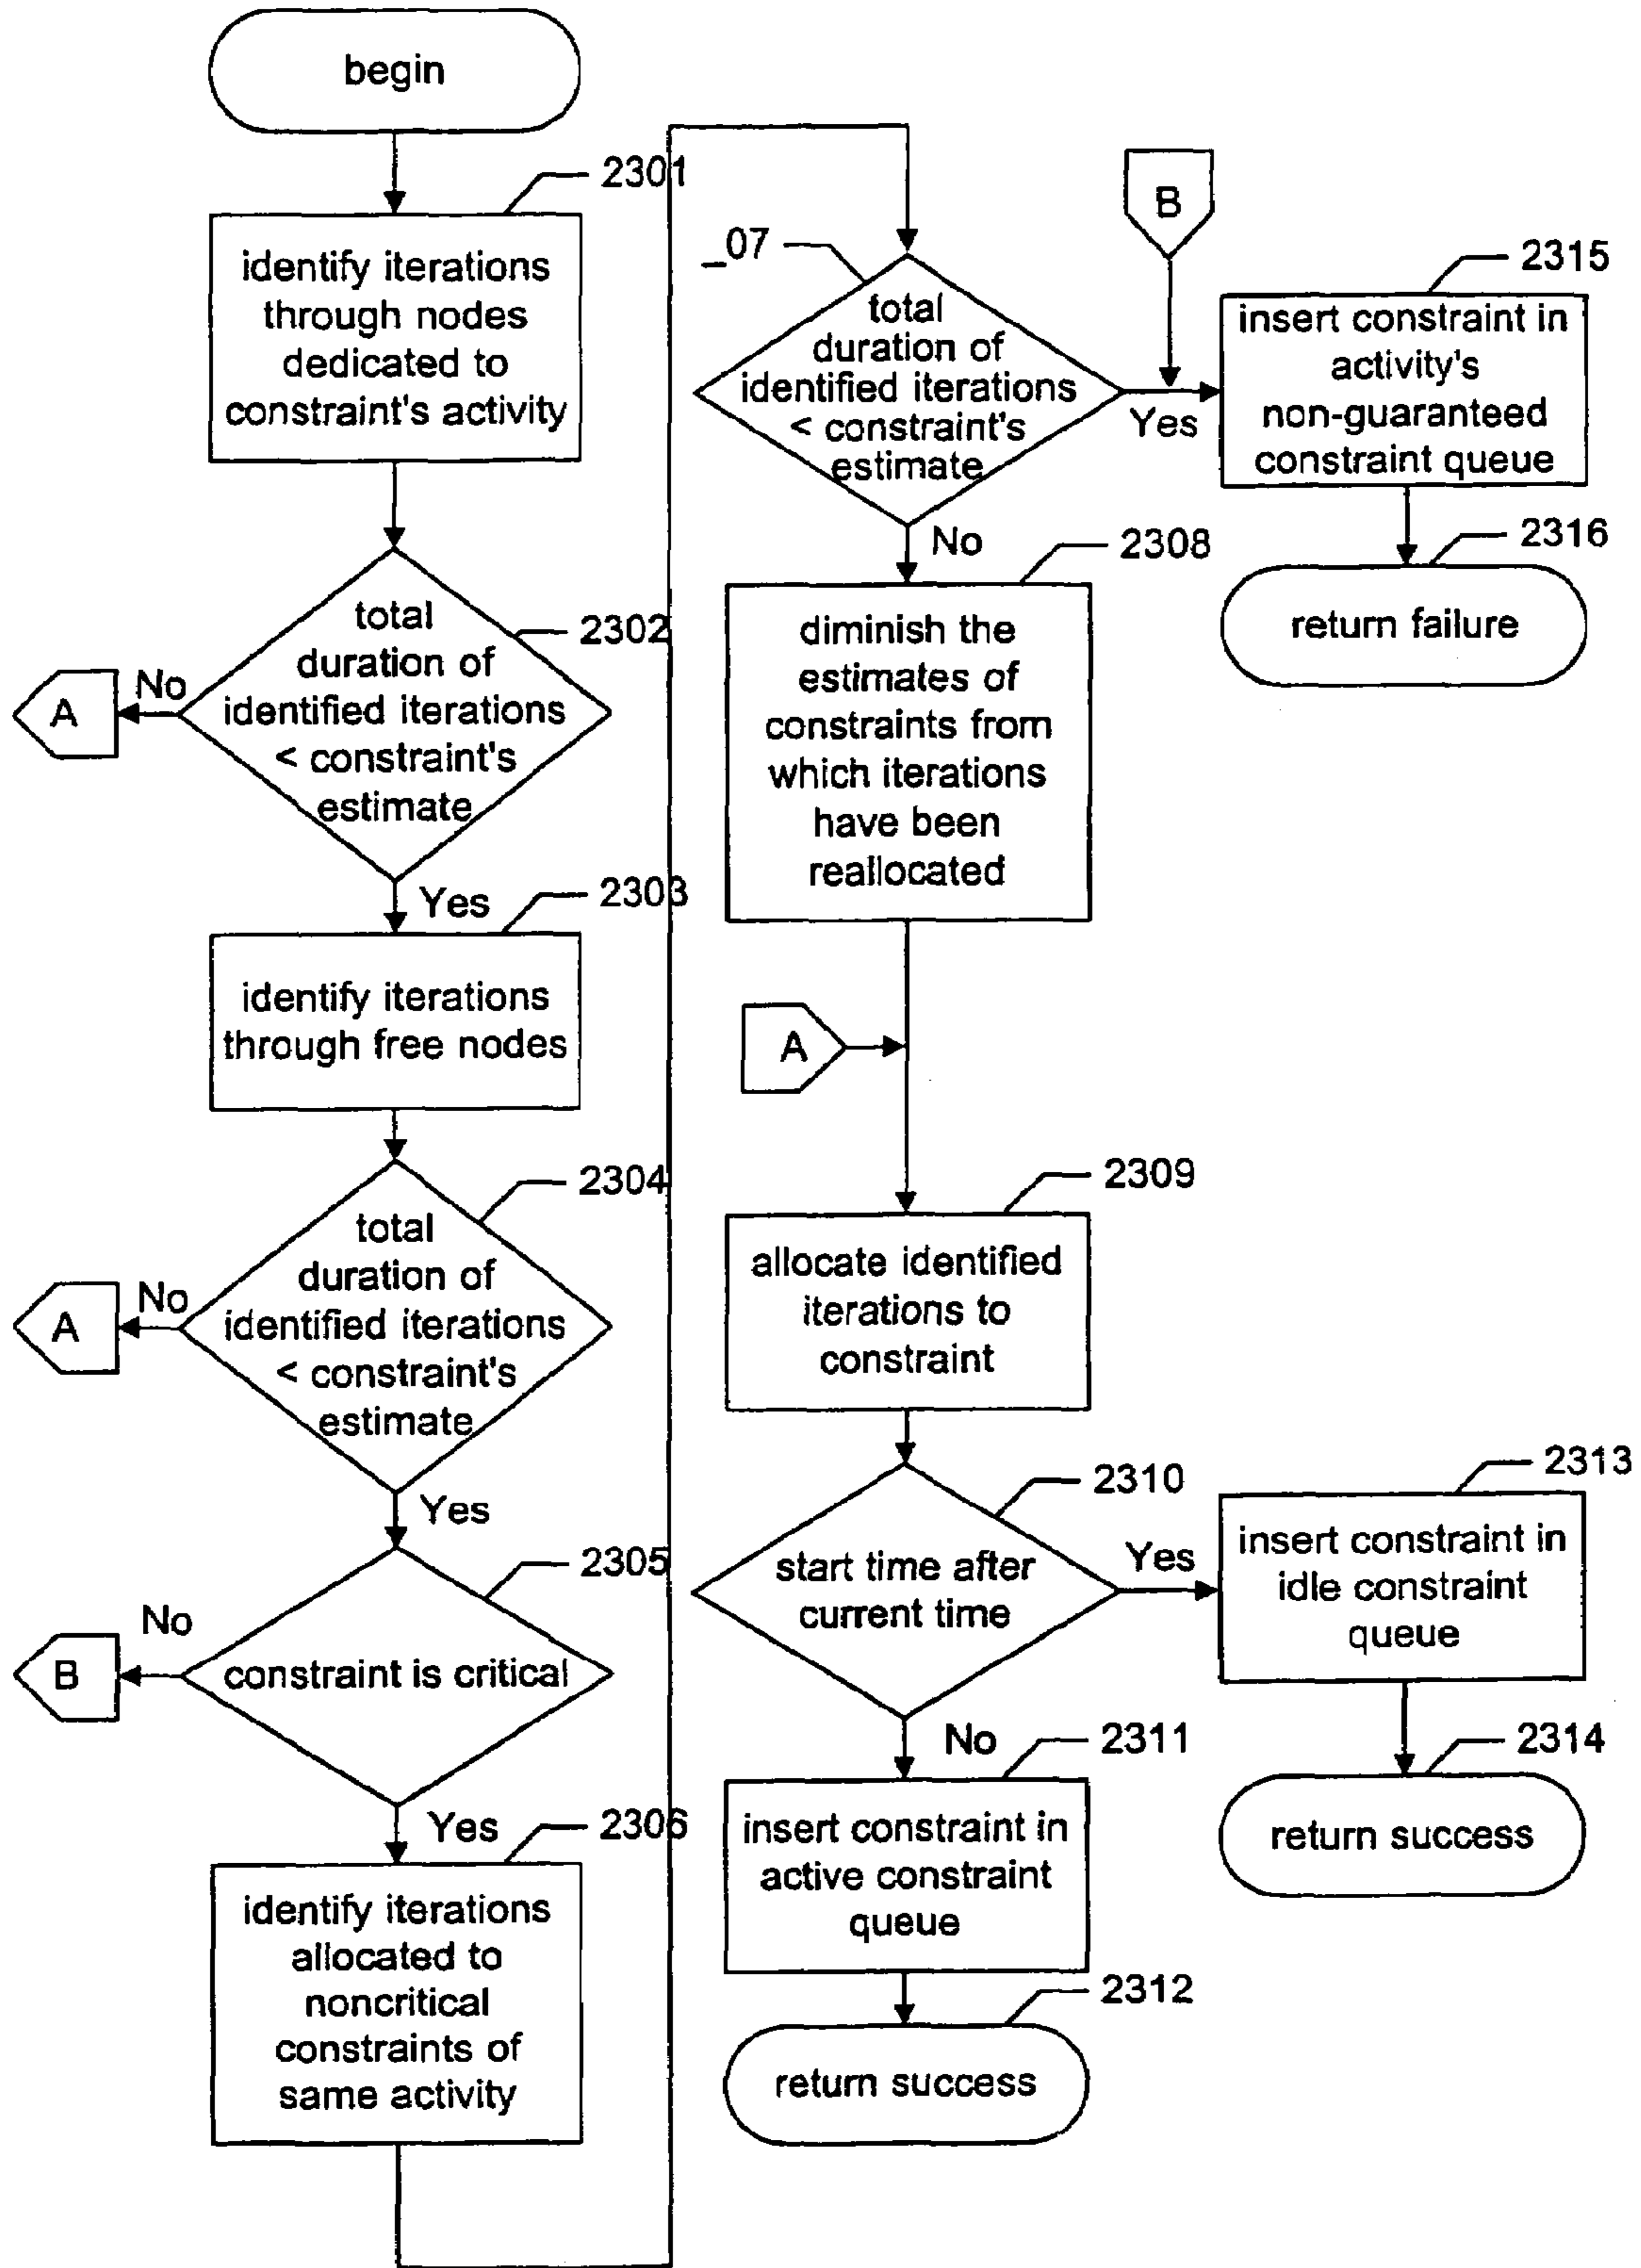 begin
2301
identify iterations
through nodes
dedicated to
constraint's activity
2302
total
duration of
identified iterations
< constraint's
estimate
No
A
Yes
2303
identify iterations
through free nodes
2304
total
duration of
identified iterations
< constraint's
estimate
No
A
Yes
2305
constraint is critical
No
B
Yes
2306
identify iterations
allocated to
noncritical
constraints of
same activity
_07
total
duration of
identified iterations
< constraint's
estimate
B
Yes
2315
insert constraint in
activity's
non-guaranteed
constraint queue
2316
return failure
No
2308
diminish the
estimates of
constraints from
which iterations
have been
reallocated
A
2309
allocate identified
iterations to
constraint
2310
start time after
current time
Yes
2313
insert constraint in
idle constraint
queue
2314
return success
No
2311
insert constraint in
active constraint
queue
2312
return success